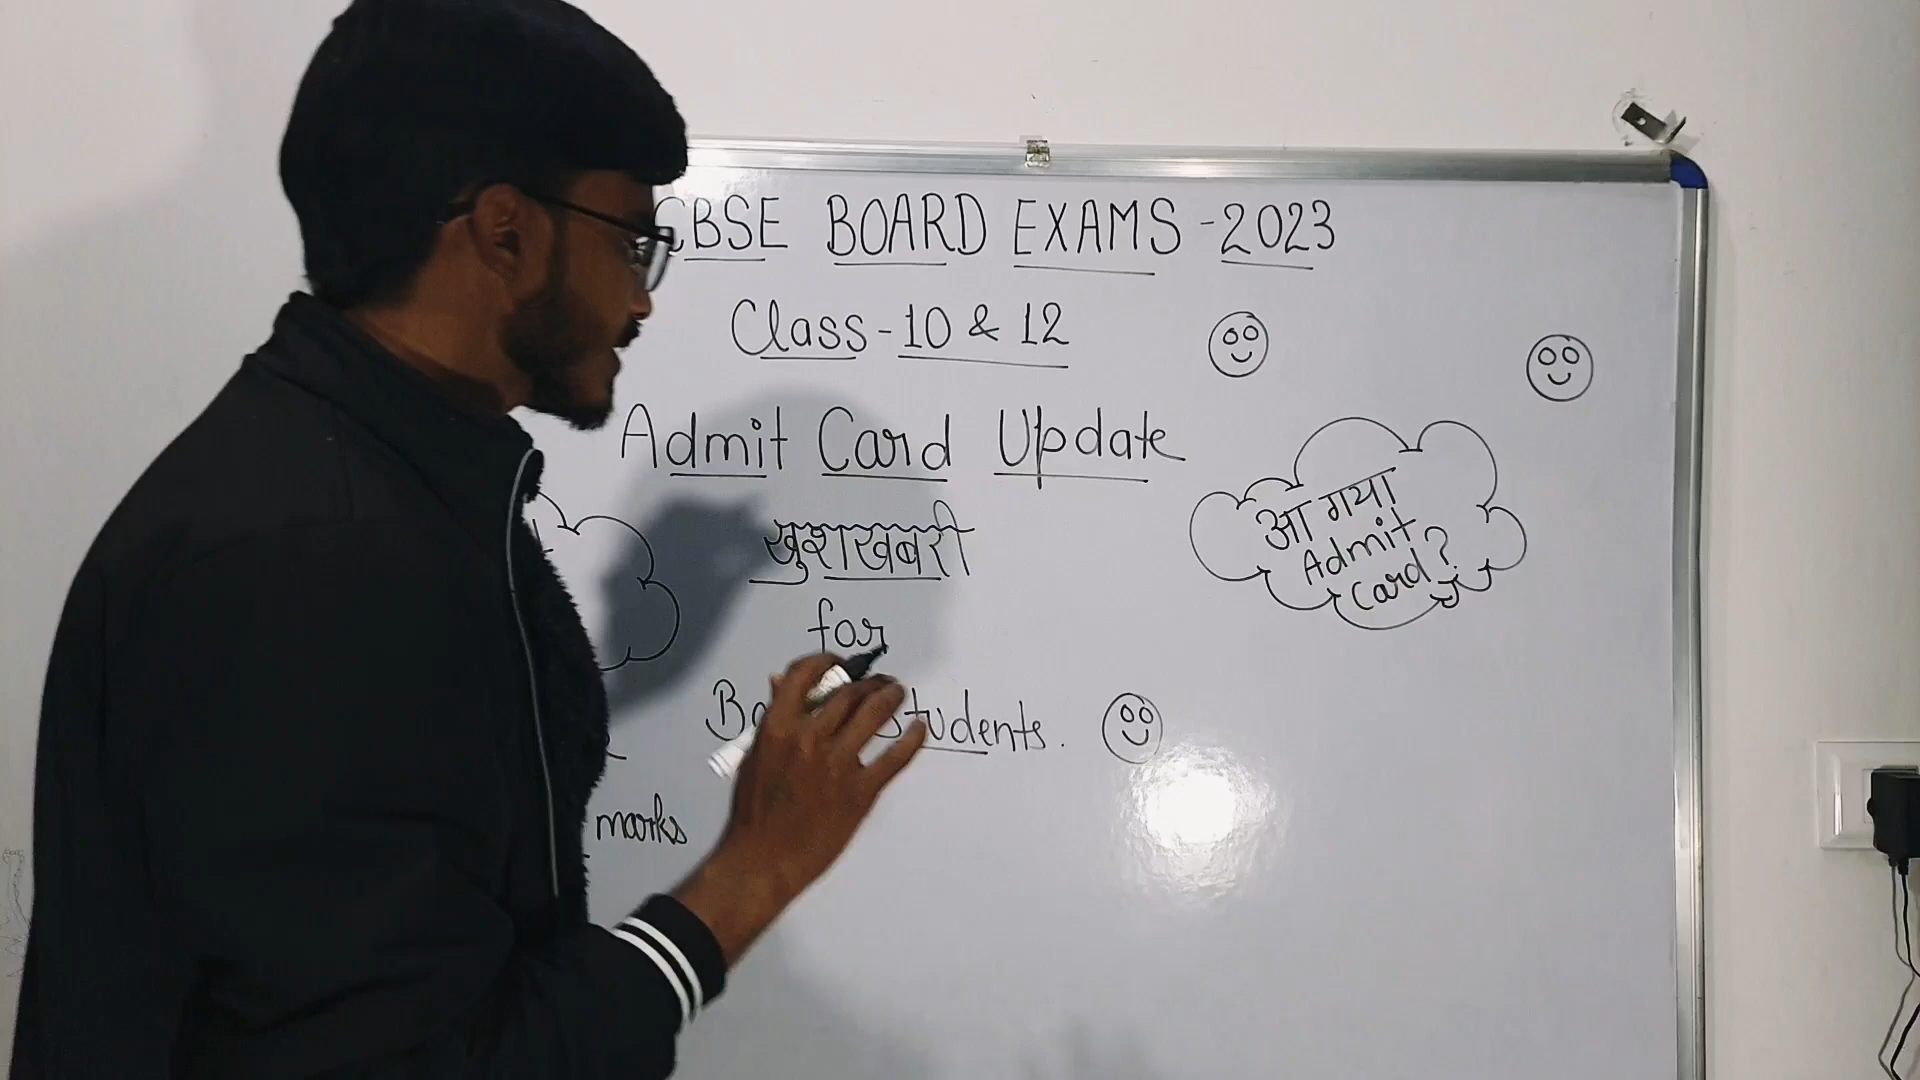 CBSE BOARD EXAMS - 2023
Class - 10 & 12
Admit Card Update
खुशखबरी
for
Students.
आ गया
Admit
Card?
marks